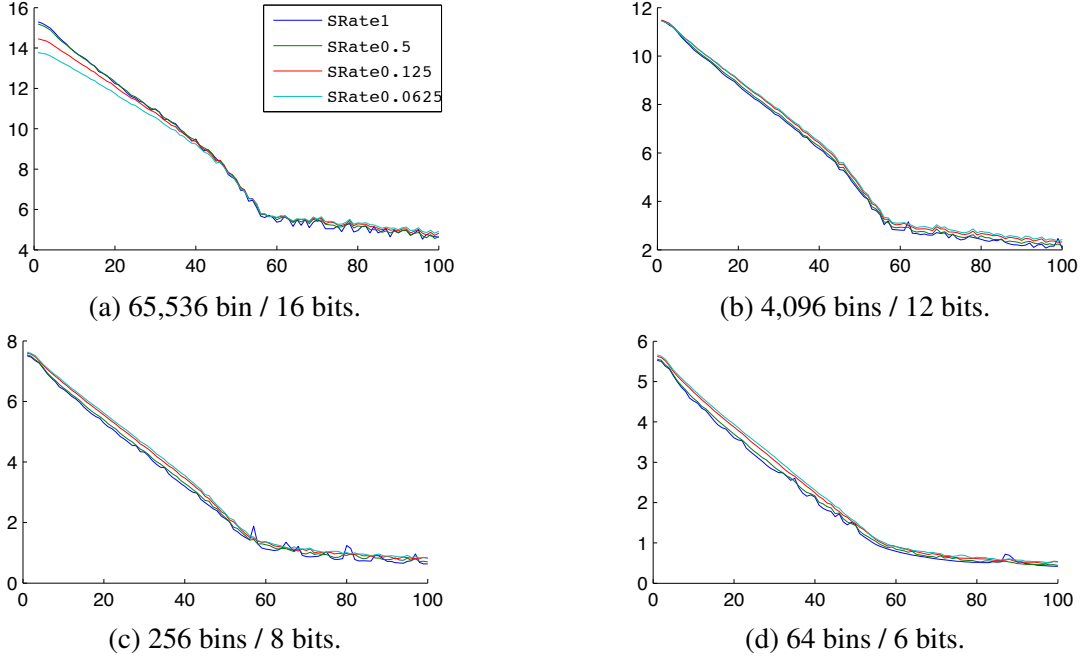 16
14
12
10
8
6
4
0 20 40 60 80 100
SRate1
SRate0.5
SRate0.125
SRate0.0625
(a) 65,536 bin / 16 bits.
12
10
8
6
4
2
0 20 40 60 80 100
(b) 4,096 bins / 12 bits.
8
6
4
2
0
0 20 40 60 80 100
(c) 256 bins / 8 bits.
6
5
4
3
2
1
0
0 20 40 60 80 100
(d) 64 bins / 6 bits.